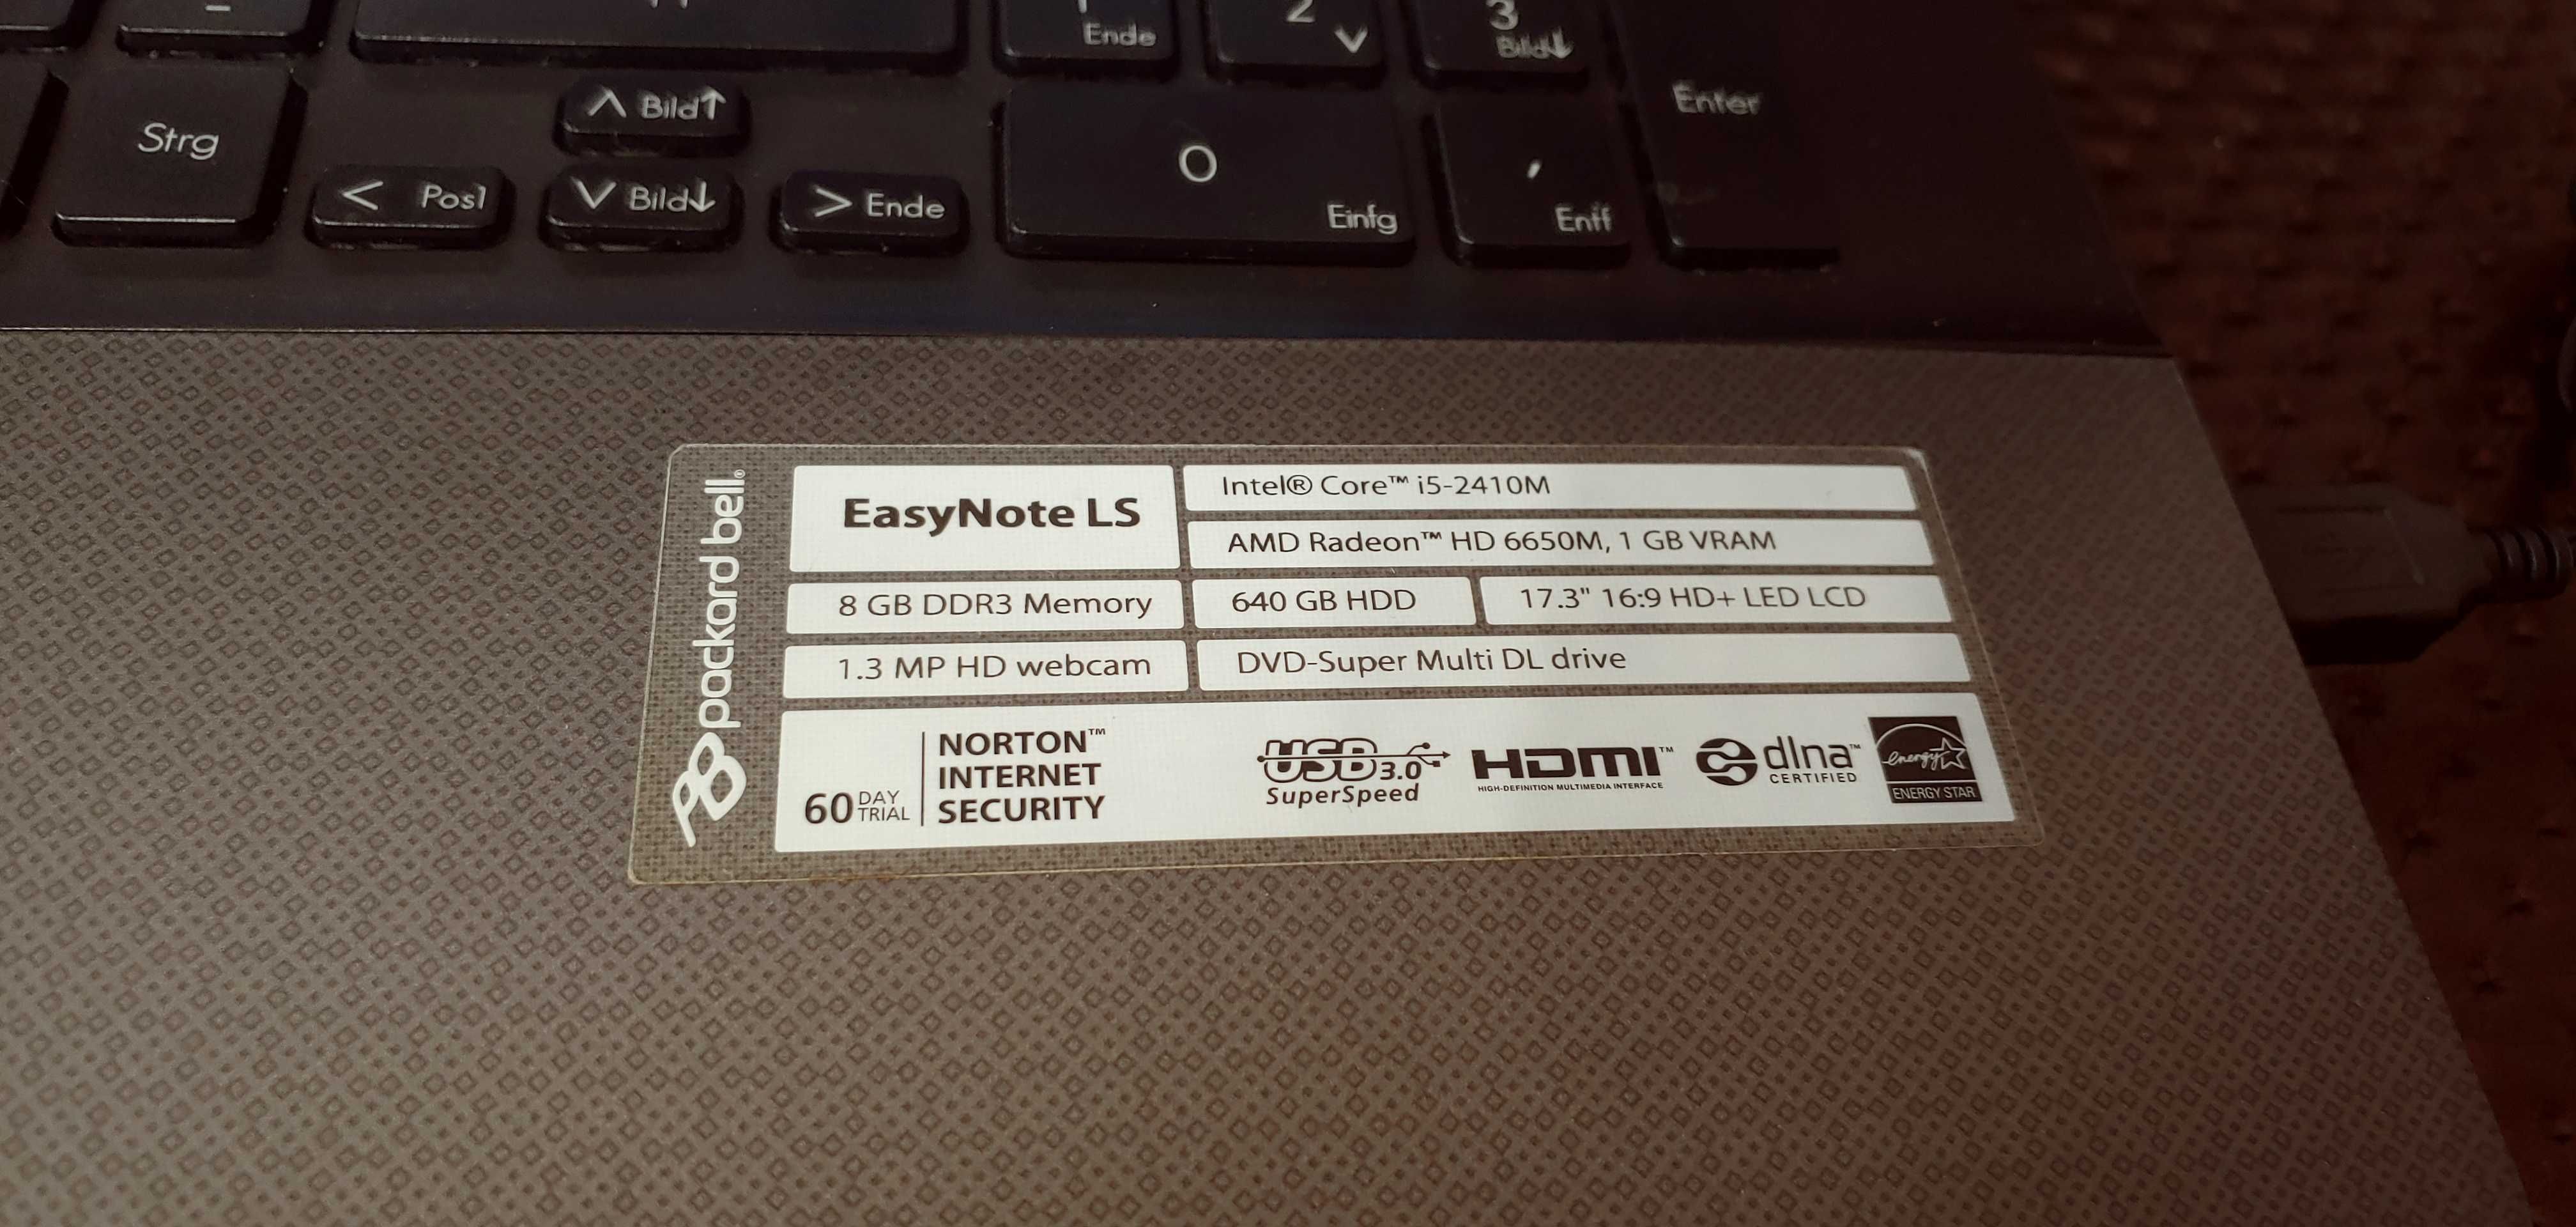 1 Ende
2
3 Bild↓
Strg
Bild↑
Enter
< Pos1
Bild↓
> Ende
0 Einfg
, Entf
packard bell®
EasyNote LS
Intel® Core™ i5-2410M
AMD Radeon™ HD 6650M, 1 GB VRAM
8 GB DDR3 Memory
640 GB HDD
17.3" 16:9 HD+ LED LCD
1.3 MP HD webcam
DVD-Super Multi DL drive
60 DAY TRIAL
NORTON™
INTERNET
SECURITY
USB 3.0
SuperSpeed
HDMI™
HIGH-DEFINITION MULTIMEDIA INTERFACE
dlna™
CERTIFIED
energy
ENERGY STAR